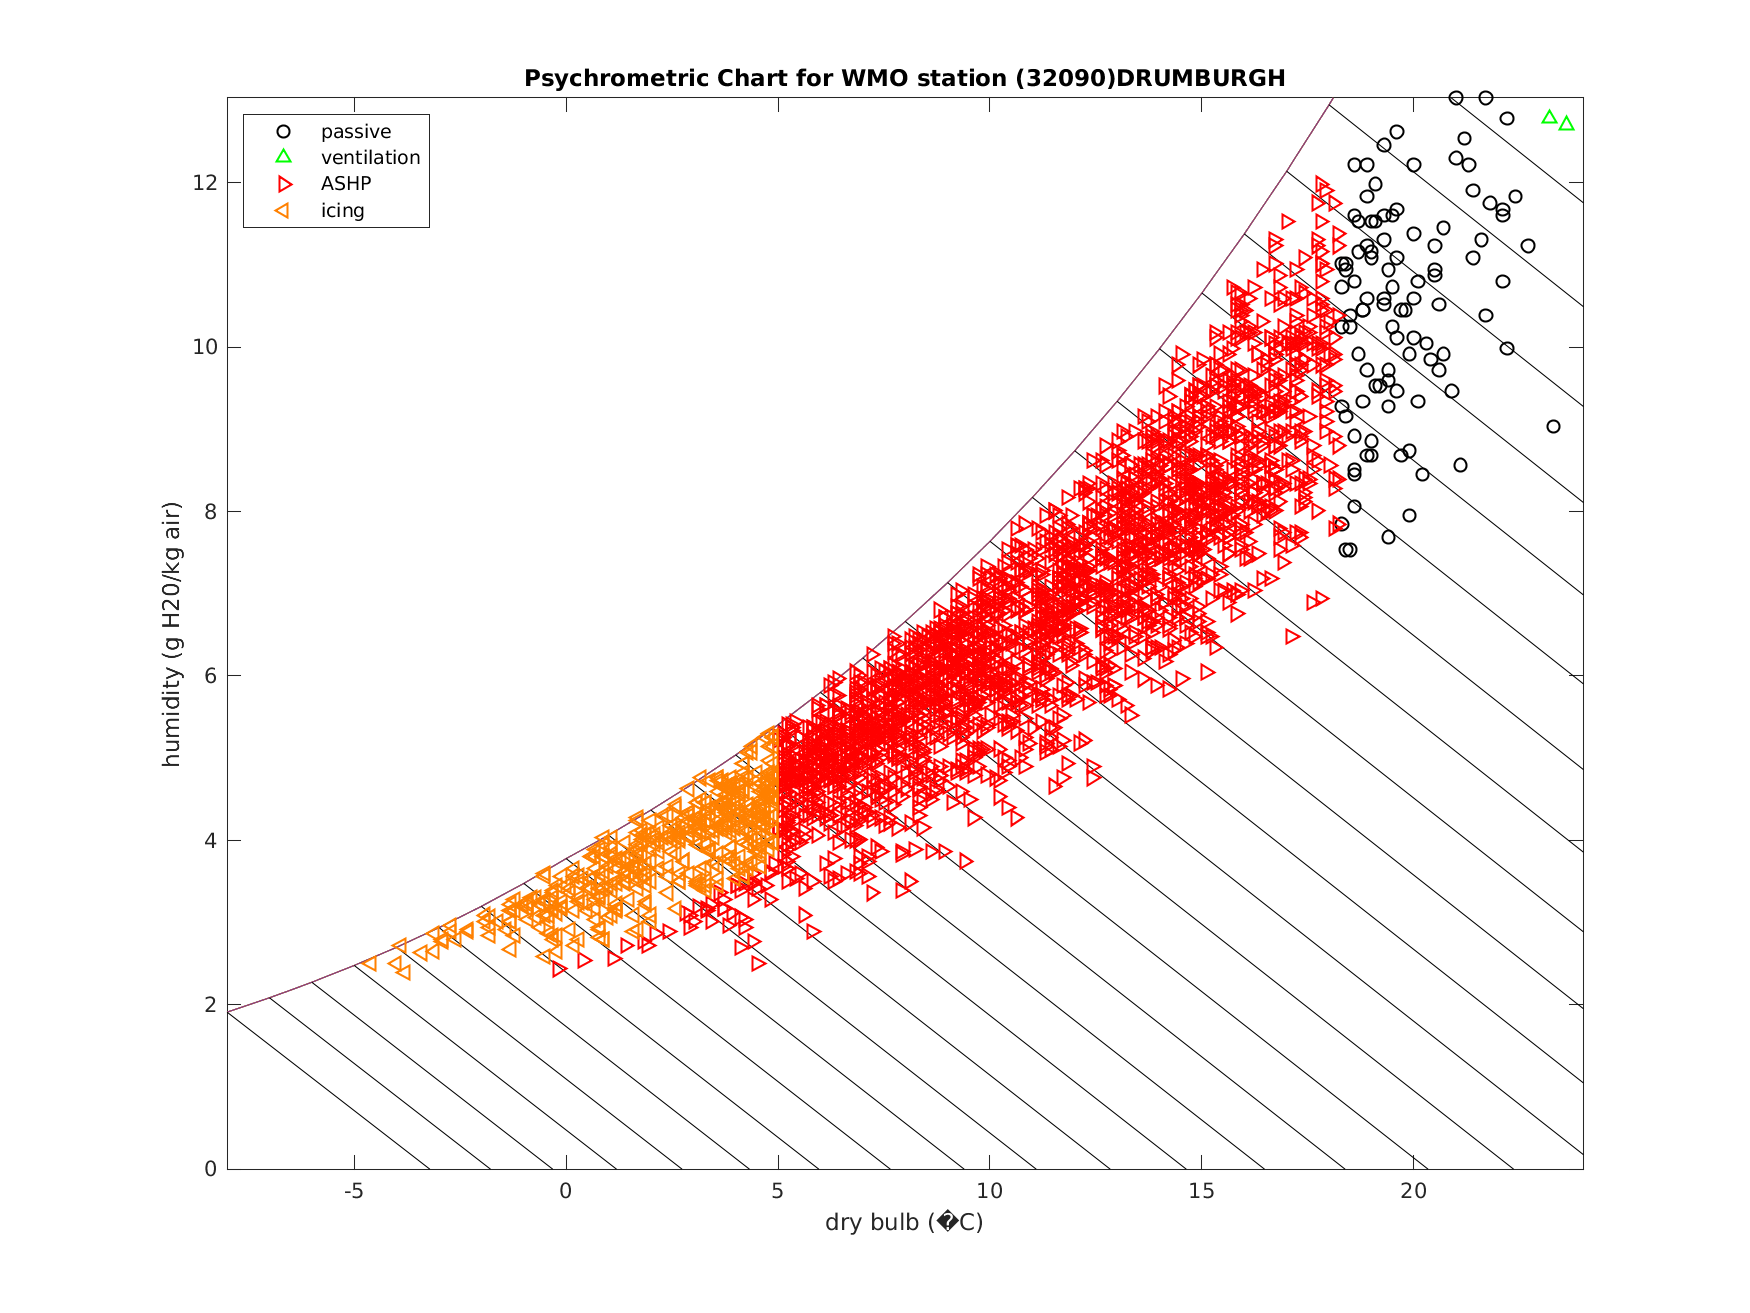 Psychrometric Chart for WMO station (32090)DRUMBURGH
passive
ventilation
ASHP
icing
12
10
8
6
4
2
0
humidity (g H20/kg air)
-5 0 5 10 15 20
dry bulb (�C)